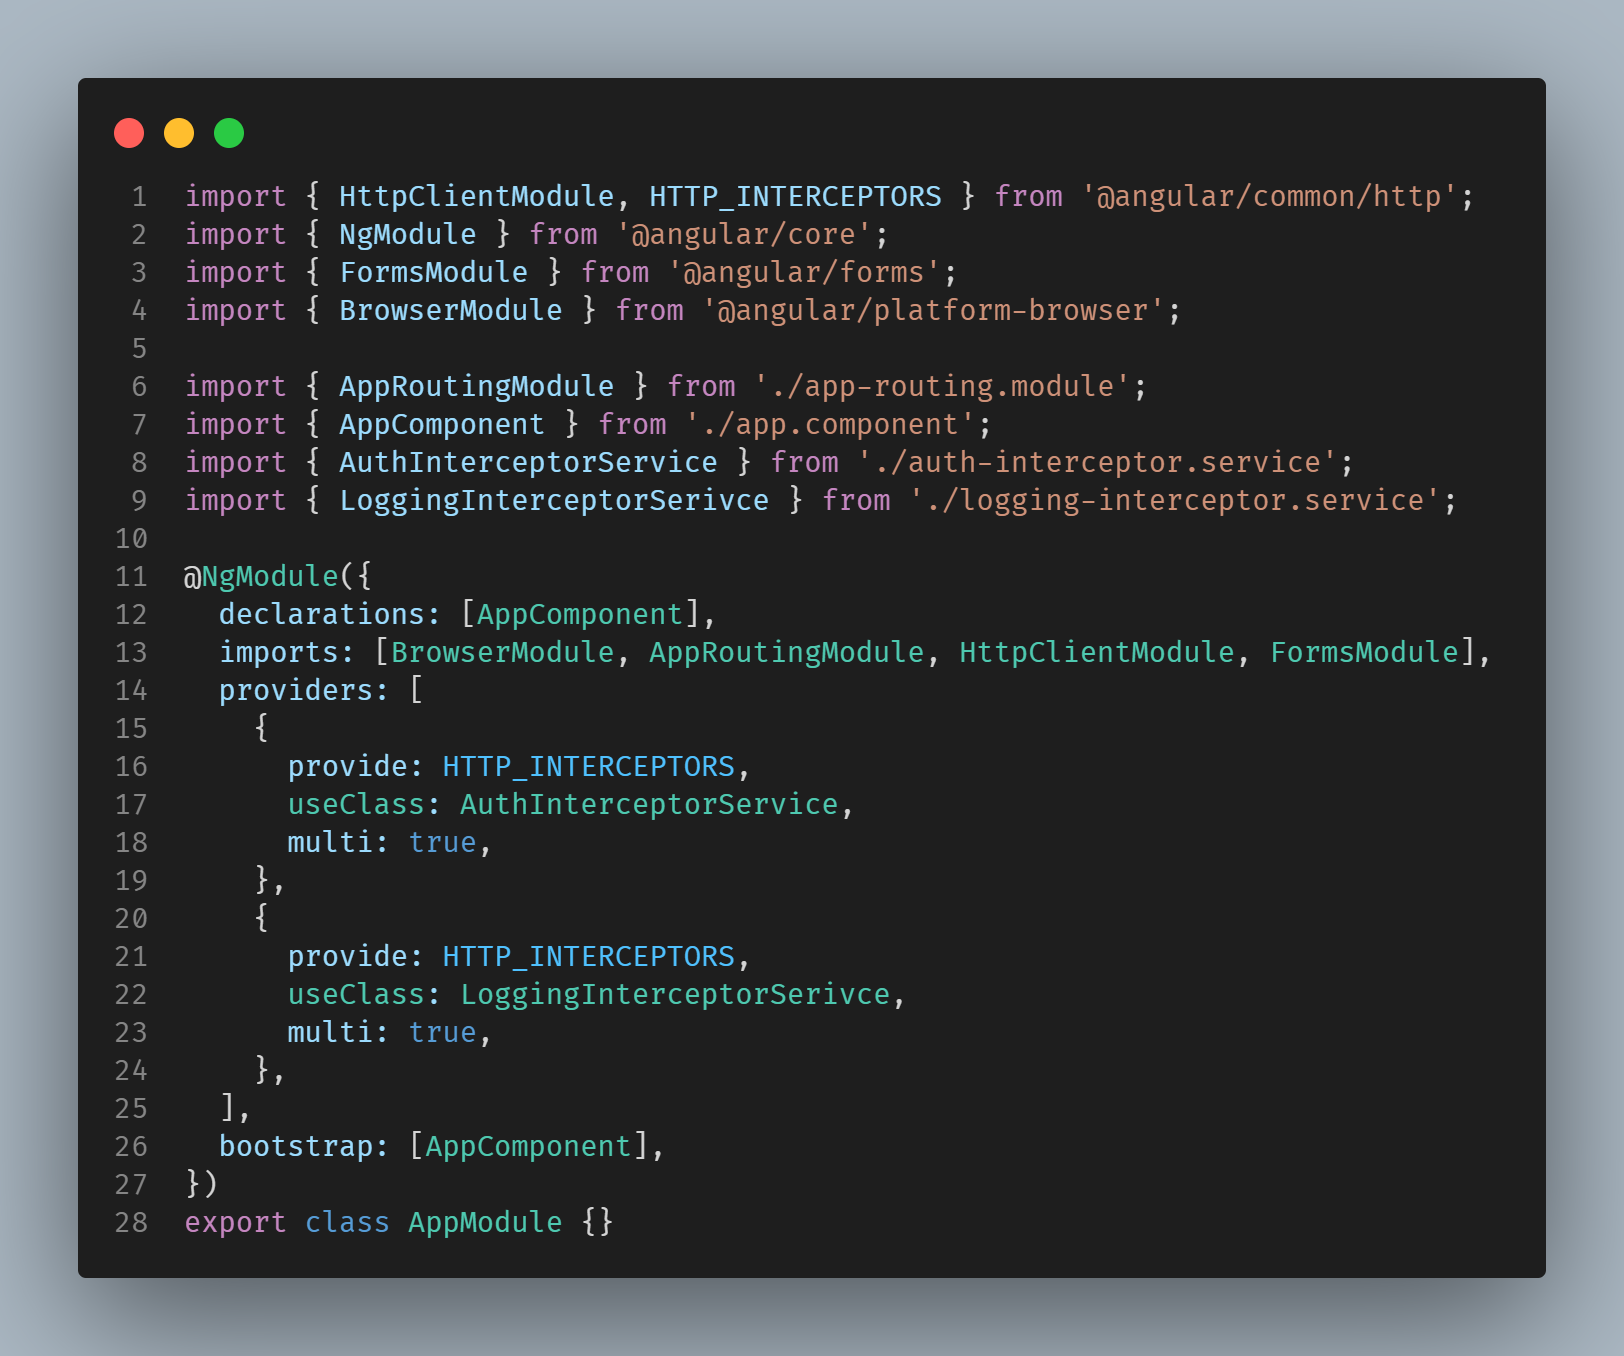 1 import { HttpClientModule, HTTP_INTERCEPTORS } from '@angular/common/http';
2 import { NgModule } from '@angular/core';
3 import { FormsModule } from '@angular/forms';
4 import { BrowserModule } from '@angular/platform-browser';
5
6 import { AppRoutingModule } from './app-routing.module';
7 import { AppComponent } from './app.component';
8 import { AuthInterceptorService } from './auth-interceptor.service';
9 import { LoggingInterceptorSerivce } from './logging-interceptor.service';
10
11 @NgModule({
12   declarations: [AppComponent],
13   imports: [BrowserModule, AppRoutingModule, HttpClientModule, FormsModule],
14   providers: [
15     {
16       provide: HTTP_INTERCEPTORS,
17       useClass: AuthInterceptorService,
18       multi: true,
19     },
20     {
21       provide: HTTP_INTERCEPTORS,
22       useClass: LoggingInterceptorSerivce,
23       multi: true,
24     },
25   ],
26   bootstrap: [AppComponent],
27 })
28 export class AppModule {}